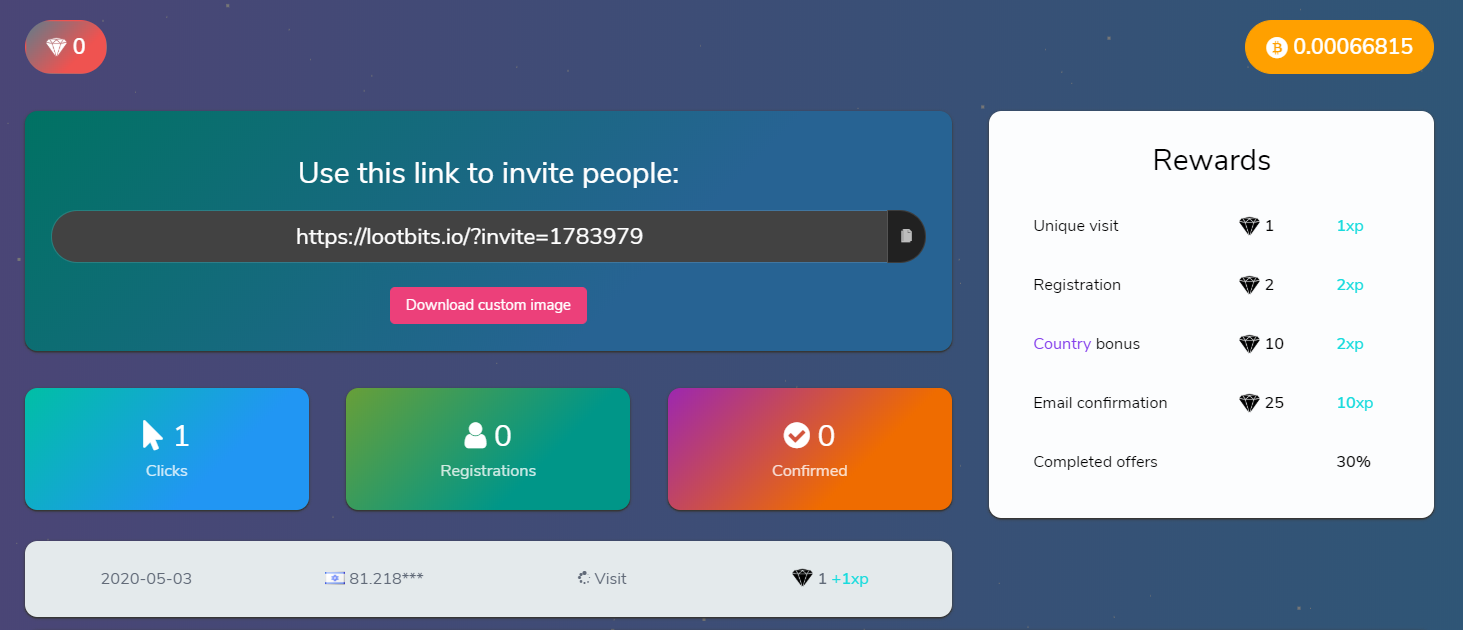 0
0.00066815
Use this link to invite people:
https://lootbits.io/?invite=1783979
Download custom image
1
Clicks
0
Registrations
0
Confirmed
2020-05-03 81.218*** Visit 1 +1xp
Rewards
Unique visit 1 1xp
Registration 2 2xp
Country bonus 10 2xp
Email confirmation 25 10xp
Completed offers 30%